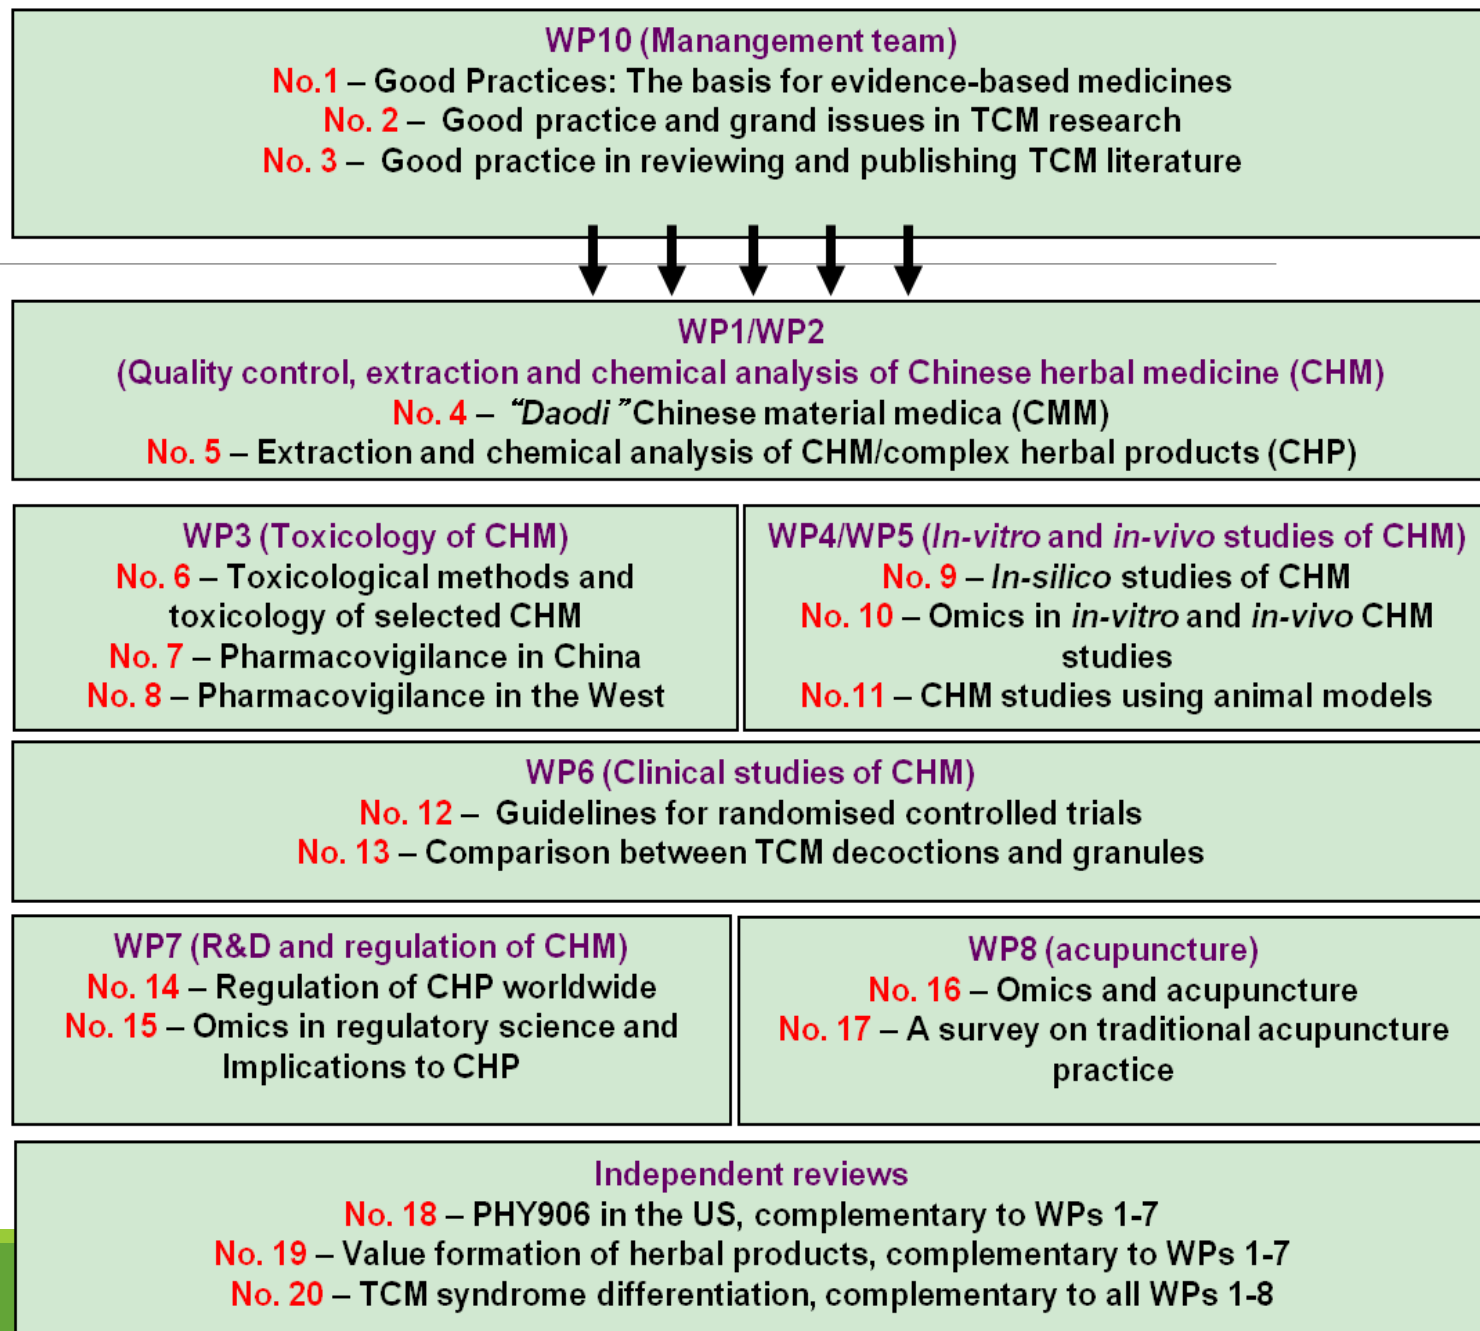 WP10 (Manangement team)
No.1 – Good Practices: The basis for evidence-based medicines
No. 2 – Good practice and grand issues in TCM research
No. 3 – Good practice in reviewing and publishing TCM literature
WP1/WP2
(Quality control, extraction and chemical analysis of Chinese herbal medicine (CHM)
No. 4 – “Daodi” Chinese material medica (CMM)
No. 5 – Extraction and chemical analysis of CHM/complex herbal products (CHP)
WP3 (Toxicology of CHM)
No. 6 – Toxicological methods and
toxicology of selected CHM
No. 7 – Pharmacovigilance in China
No. 8 – Pharmacovigilance in the West
WP4/WP5 (In-vitro and in-vivo studies of CHM)
No. 9 – In-silico studies of CHM
No. 10 – Omics in in-vitro and in-vivo CHM
studies
No.11 – CHM studies using animal models
WP6 (Clinical studies of CHM)
No. 12 – Guidelines for randomised controlled trials
No. 13 – Comparison between TCM decoctions and granules
WP7 (R&D and regulation of CHM)
No. 14 – Regulation of CHP worldwide
No. 15 – Omics in regulatory science and
Implications to CHP
WP8 (acupuncture)
No. 16 – Omics and acupuncture
No. 17 – A survey on traditional acupuncture
practice
Independent reviews
No. 18 – PHY906 in the US, complementary to WPs 1-7
No. 19 – Value formation of herbal products, complementary to WPs 1-7
No. 20 – TCM syndrome differentiation, complementary to all WPs 1-8